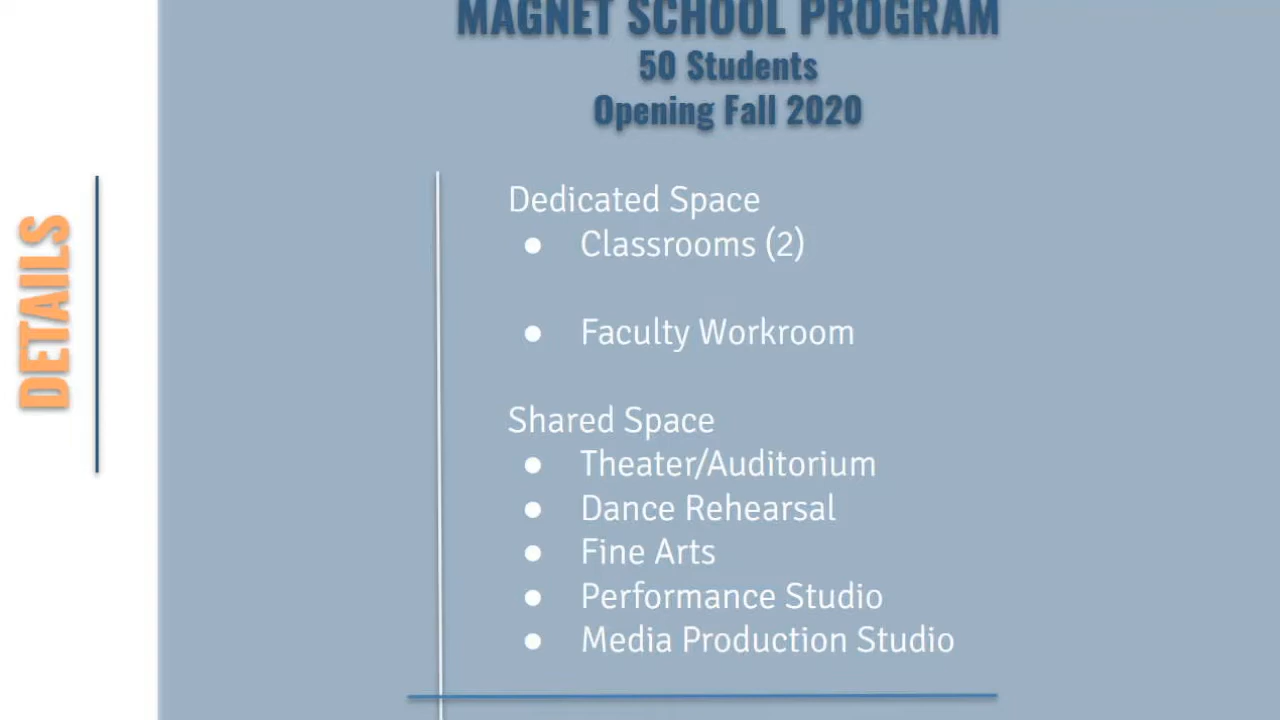 MAGNET SCHOOL PROGRAM
50 Students
Opening Fall 2020
DETAILS
Dedicated Space
● Classrooms (2)
● Faculty Workroom
Shared Space
● Theater/Auditorium
● Dance Rehearsal
● Fine Arts
● Performance Studio
● Media Production Studio